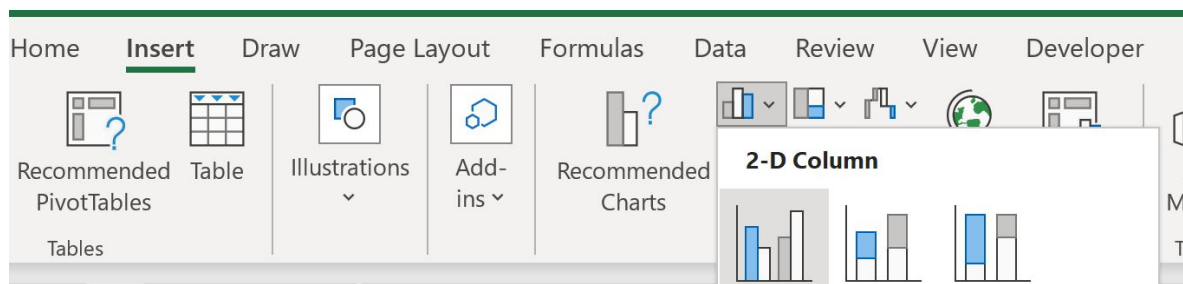 Home Insert Draw Page Layout Formulas Data Review View Developer
Recommended PivotTables
Table
Illustrations
Add-ins
Recommended Charts
2-D Column
Tables